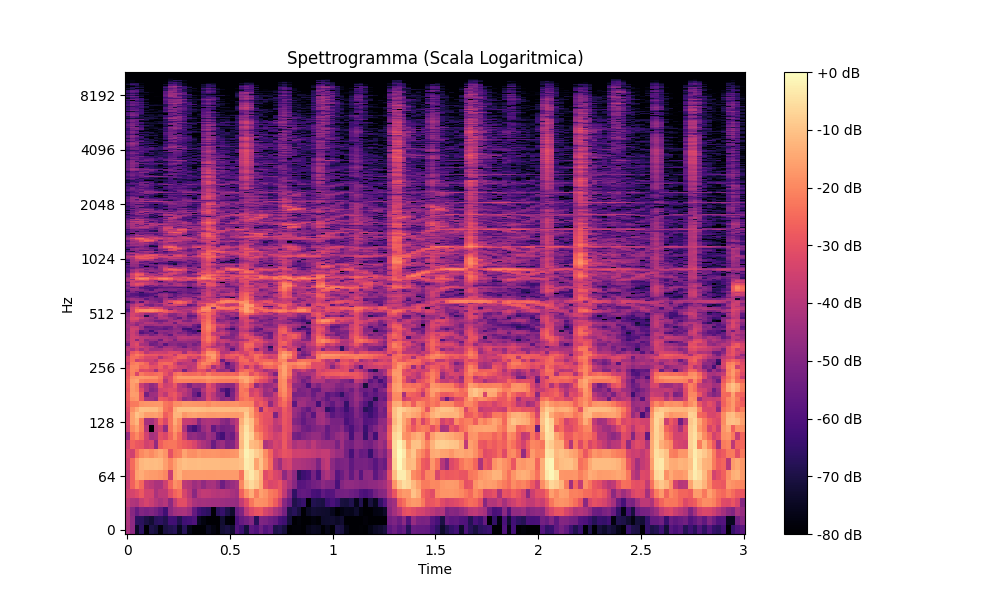 Spettrogramma (Scala Logaritmica)
8192
4096
2048
1024
512
256
128
64
0
Hz
0 0.5 1 1.5 2 2.5 3
Time
+0 dB
-10 dB
-20 dB
-30 dB
-40 dB
-50 dB
-60 dB
-70 dB
-80 dB